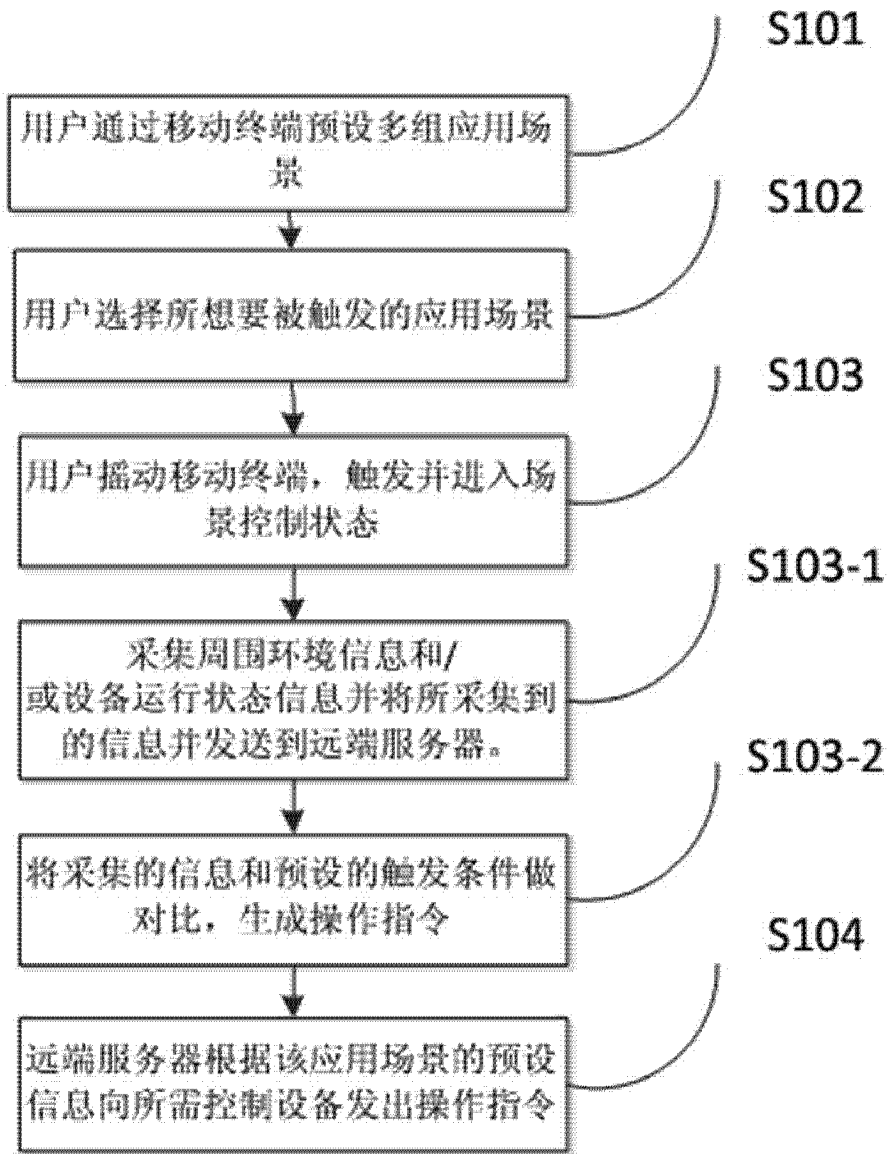 S101
用户通过移动终端预设多组应用场
景
S102
用户选择所想要被触发的应用场景
S103
用户摇动移动终端，触发并进入场
景控制状态
S103-1
采集周围环境信息和/
或设备运行状态信息并将所采集到
的信息并发送到远端服务器。
S103-2
将采集的信息和预设的触发条件做
对比，生成操作指令
S104
远端服务器根据该应用场景的预设
信息向所需控制设备发出操作指令